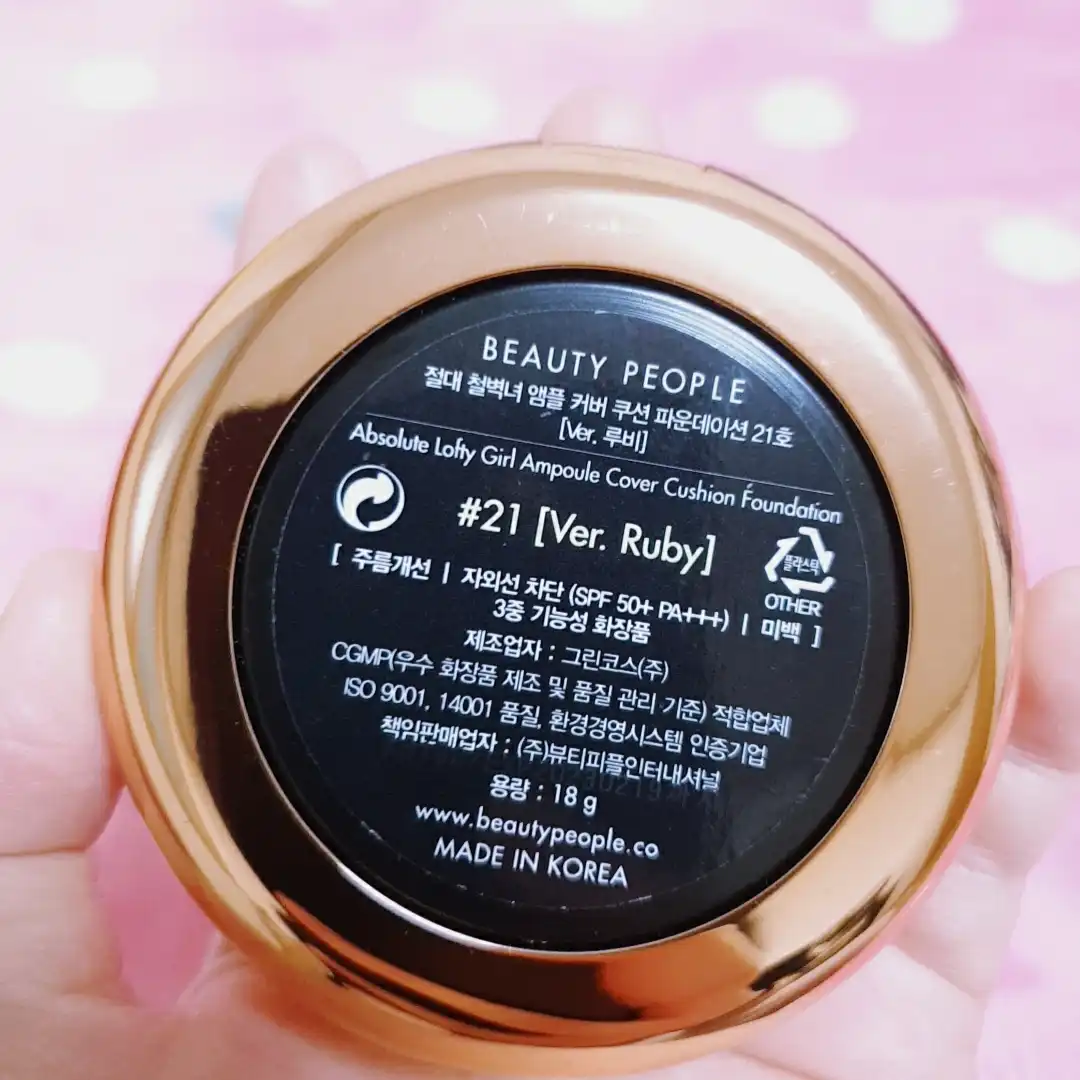 BEAUTY PEOPLE
절대 철벽녀 앰플 커버 쿠션 파운데이션 21호
[Ver. 루비]
Absolute Lofty Girl Ampoule Cover Cushion Foundation
#21 [Ver. Ruby]
플라스틱
OTHER
[ 주름개선 | 자외선 차단 (SPF 50+ PA+++) | 미백 ]
3중 기능성 화장품
제조업자 : 그린코스(주)
CGMP(우수 화장품 제조 및 품질 관리 기준) 적합업체
ISO 9001, 14001 품질, 환경경영시스템 인증기업
책임판매업자 : (주)뷰티피플인터내셔널
용량 : 18 g
www.beautypeople.co
MADE IN KOREA